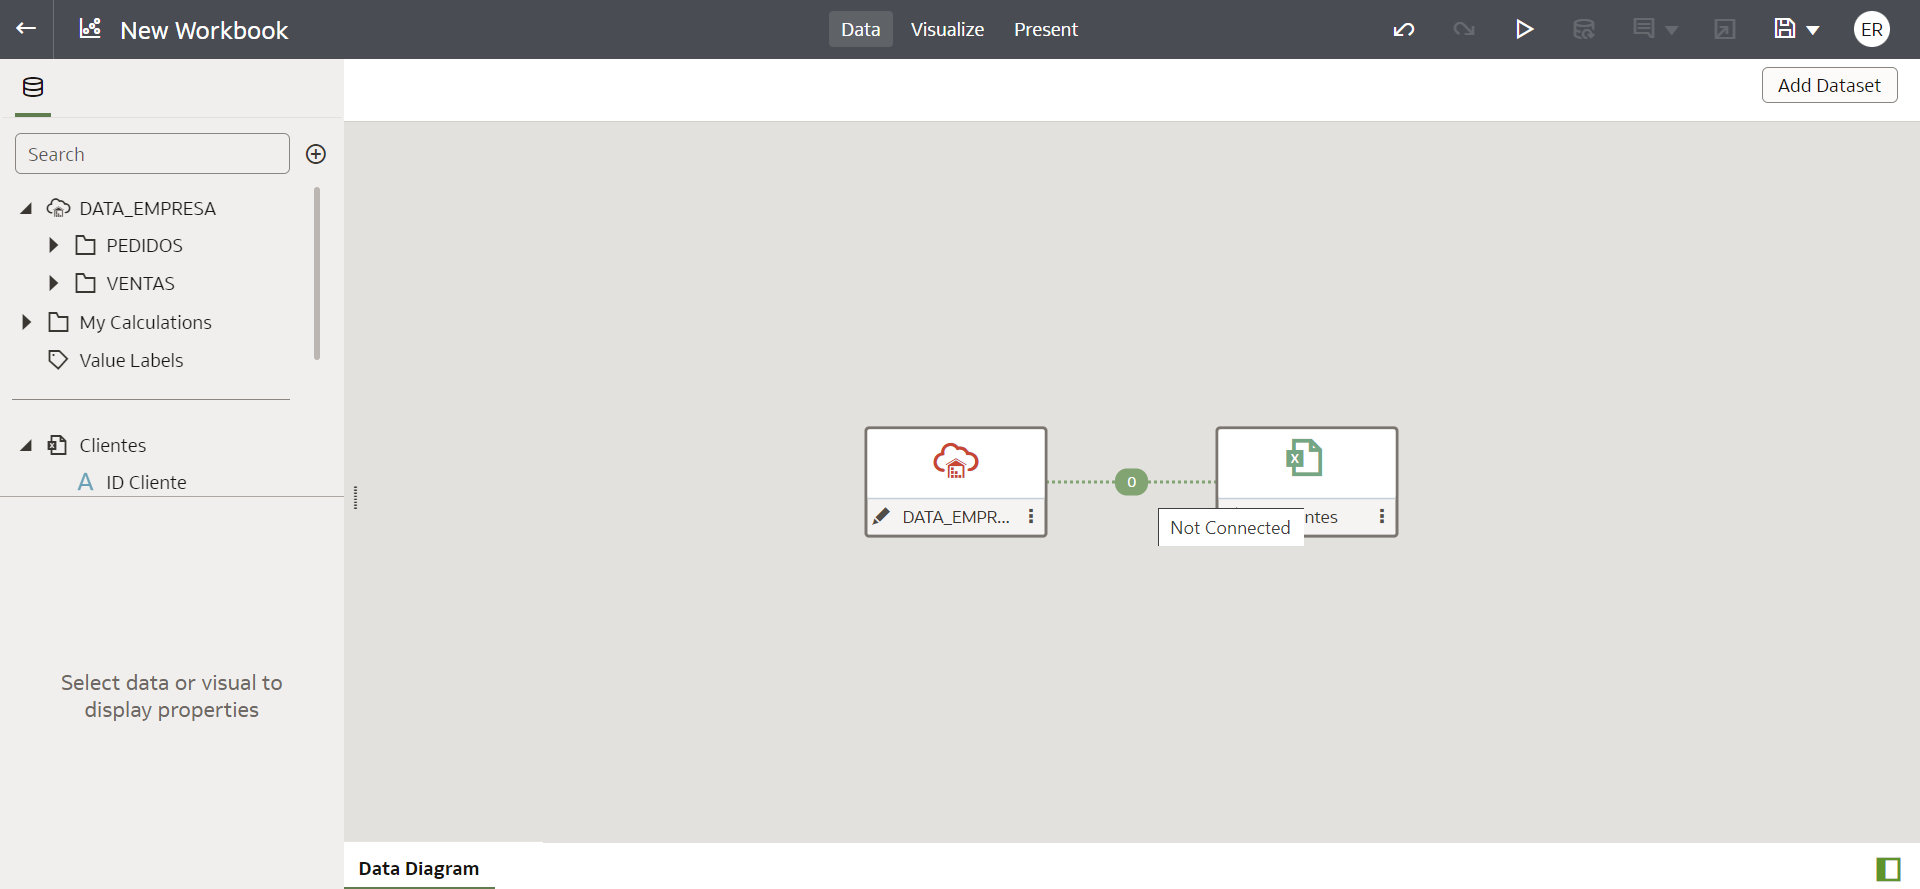 New Workbook
Data
Visualize
Present
ER
Add Dataset
Search
DATA_EMPRESA
PEDIDOS
VENTAS
My Calculations
Value Labels
Clientes
A ID Cliente
Select data or visual to
display properties
DATA_EMPR...
0
X
ntes
Not Connected
Data Diagram